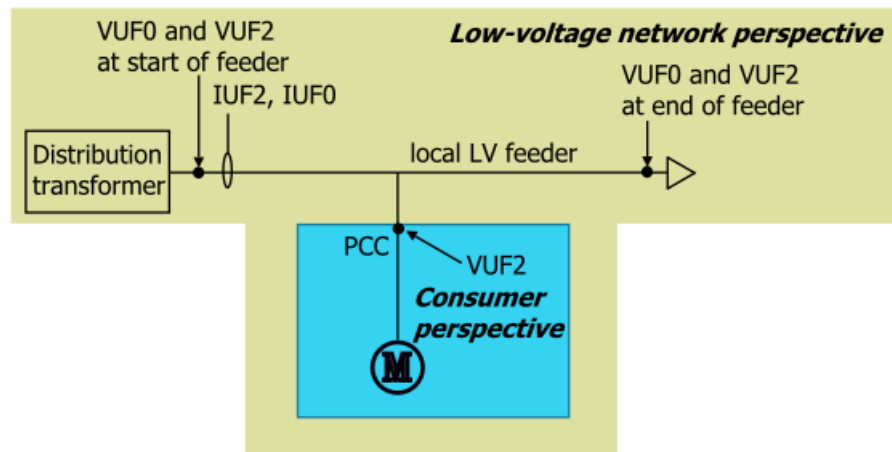 VUF0 and VUF2
at start of feeder
Low-voltage network perspective
VUF0 and VUF2
at end of feeder
IUF2, IUF0
Distribution
transformer
local LV feeder
PCC
VUF2
Consumer
perspective
M